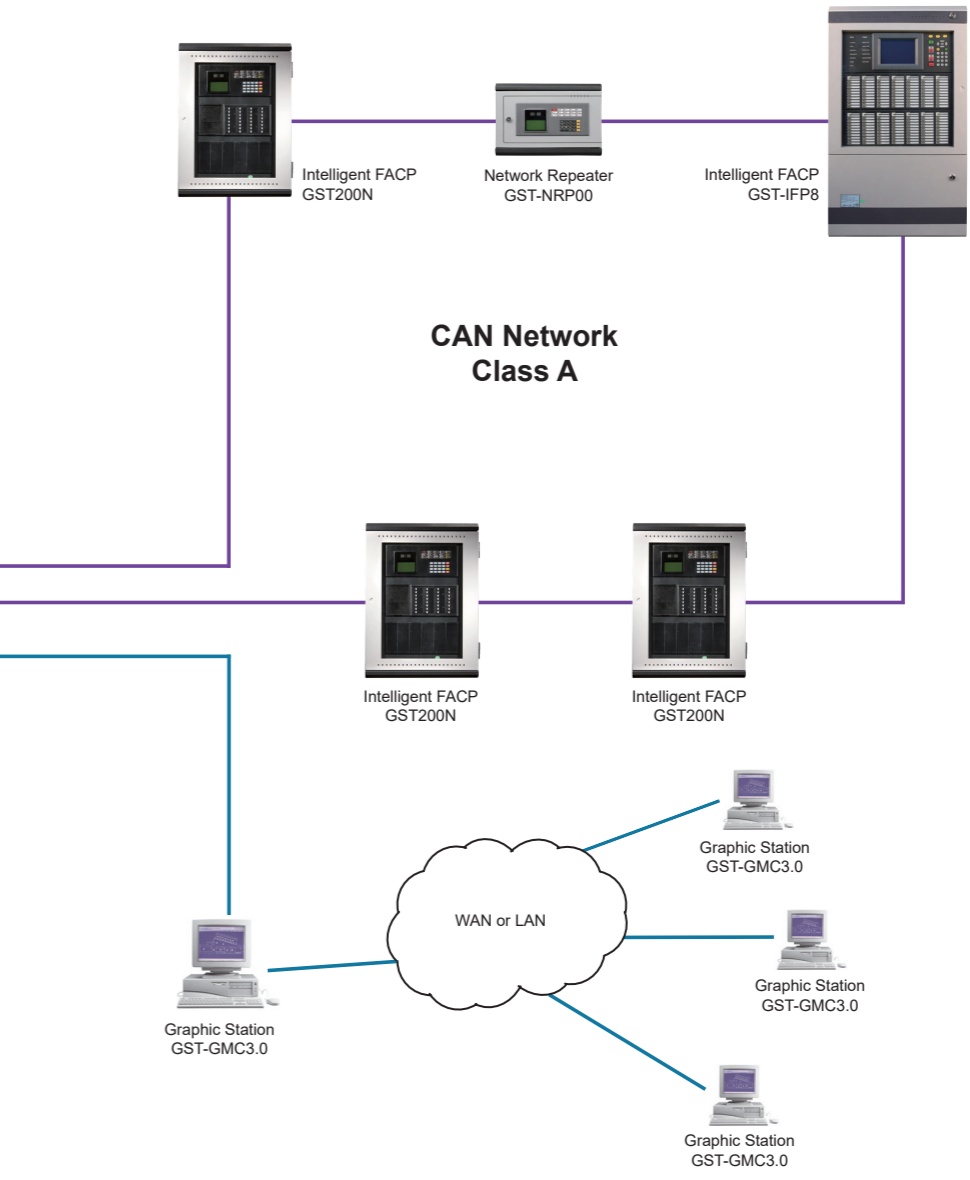 Intelligent FACP
GST200N
Network Repeater
GST-NRP00
Intelligent FACP
GST-IFP8
CAN Network
Class A
Intelligent FACP
GST200N
Intelligent FACP
GST200N
Graphic Station
GST-GMC3.0
WAN or LAN
Graphic Station
GST-GMC3.0
Graphic Station
GST-GMC3.0
Graphic Station
GST-GMC3.0